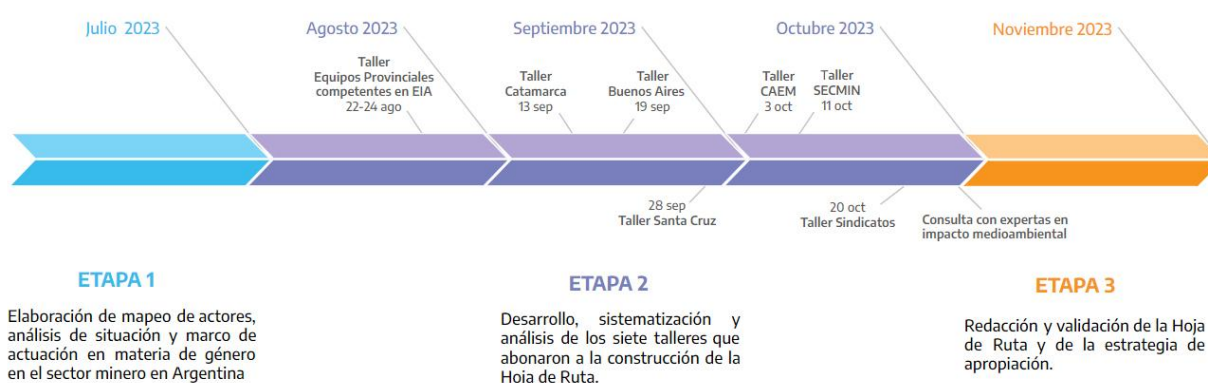 Julio 2023
Agosto 2023
Septiembre 2023
Octubre 2023
Noviembre 2023
Taller
Equipos Provinciales
competentes en EIA
22-24 ago
Taller
Catamarca
13 sep
Taller
Buenos Aires
19 sep
Taller
CAEM
3 oct
Taller
SECMIN
11 oct
28 sep
Taller Santa Cruz
20 oct
Taller Sindicatos
Consulta con expertas en
impacto medioambiental
ETAPA 1
Elaboración de mapeo de actores,
análisis de situación y marco de
actuación en materia de género
en el sector minero en Argentina
ETAPA 2
Desarrollo, sistematización y
análisis de los siete talleres que
abonaron a la construcción de la
Hoja de Ruta.
ETAPA 3
Redacción y validación de la Hoja
de Ruta y de la estrategia de
apropiación.